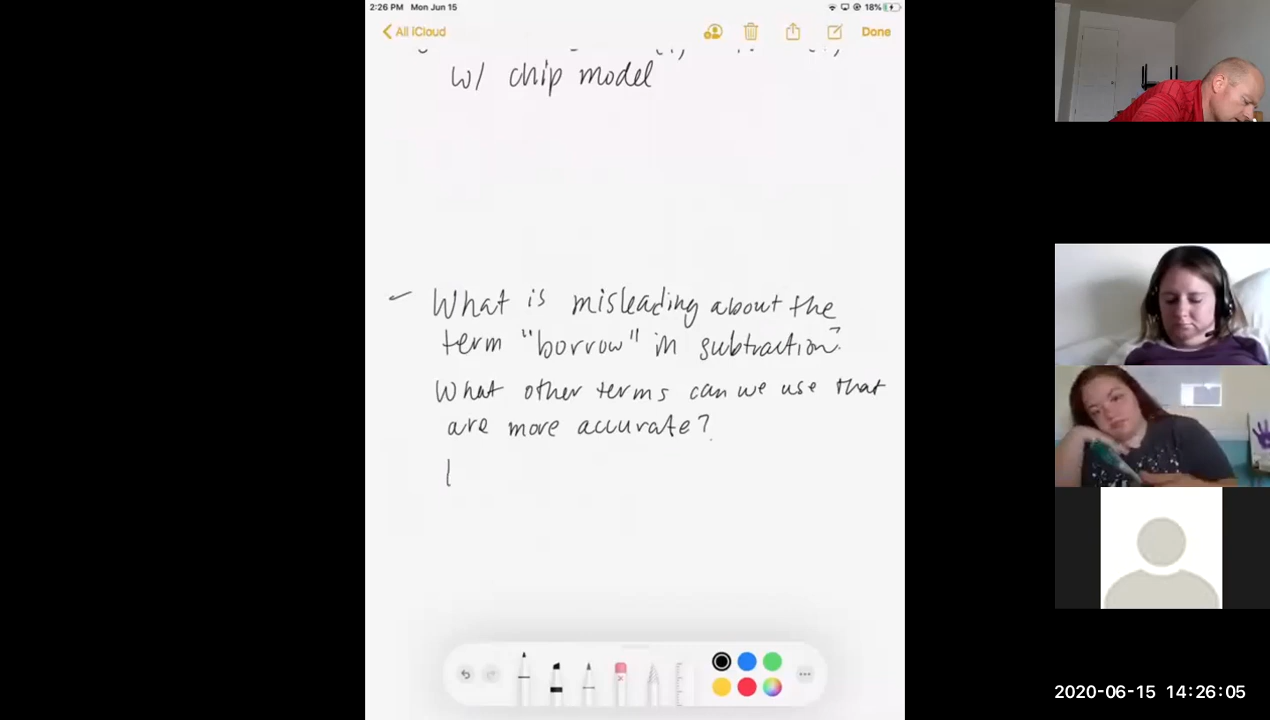 2:26 PM Mon Jun 15
18%
All iCloud
Done
w/ chip model
What is misleading about the
term "borrow" in subtraction?
What other terms can we use that
are more accurate?
2020-06-15 14:26:05